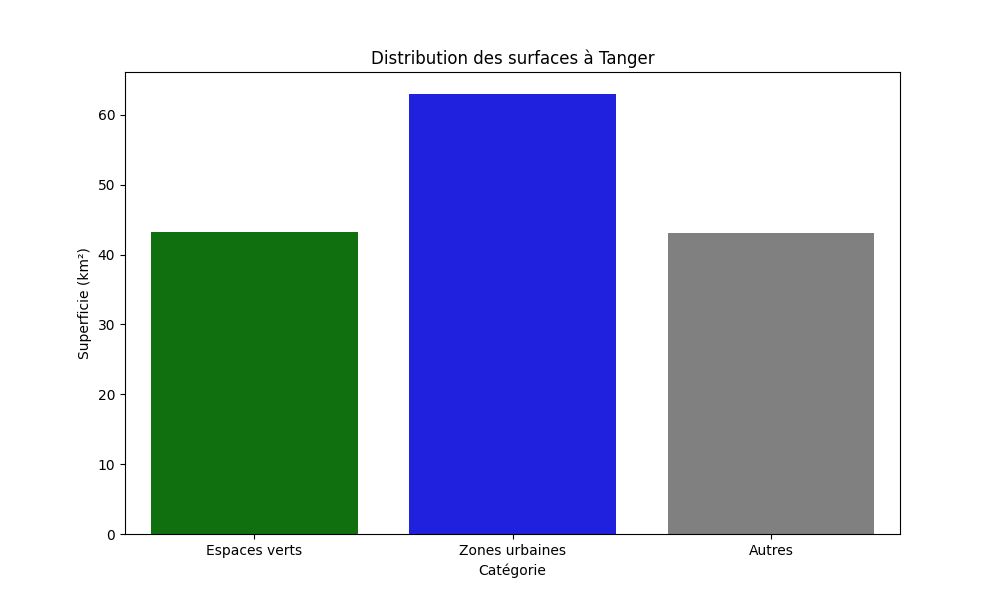 Distribution des surfaces à Tanger
Superficie (km²)
60
50
40
30
20
10
0
Espaces verts
Zones urbaines
Autres
Catégorie